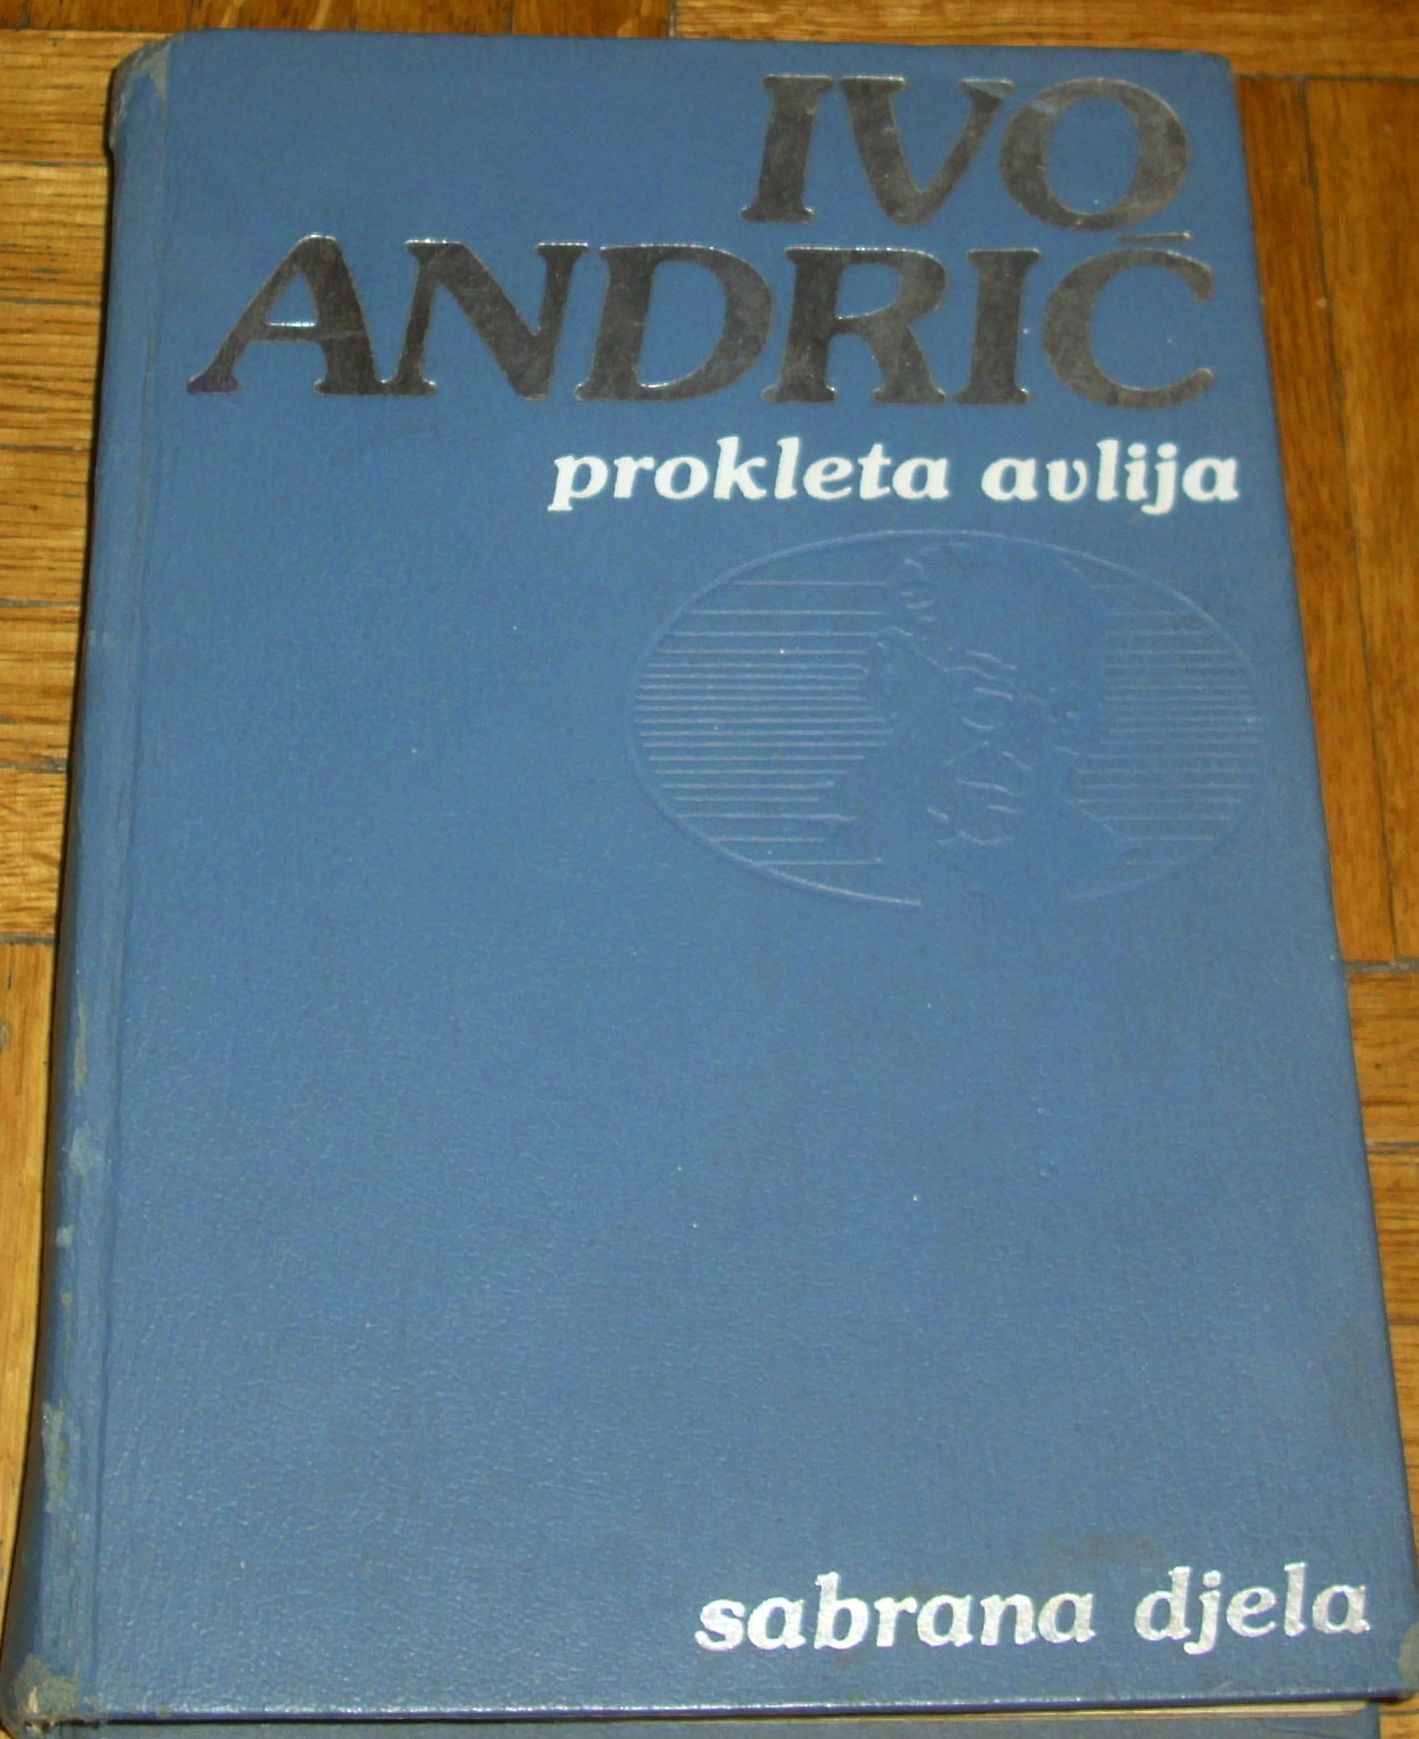 IVO
ANDRIĆ
prokleta avlija
sabrana djela